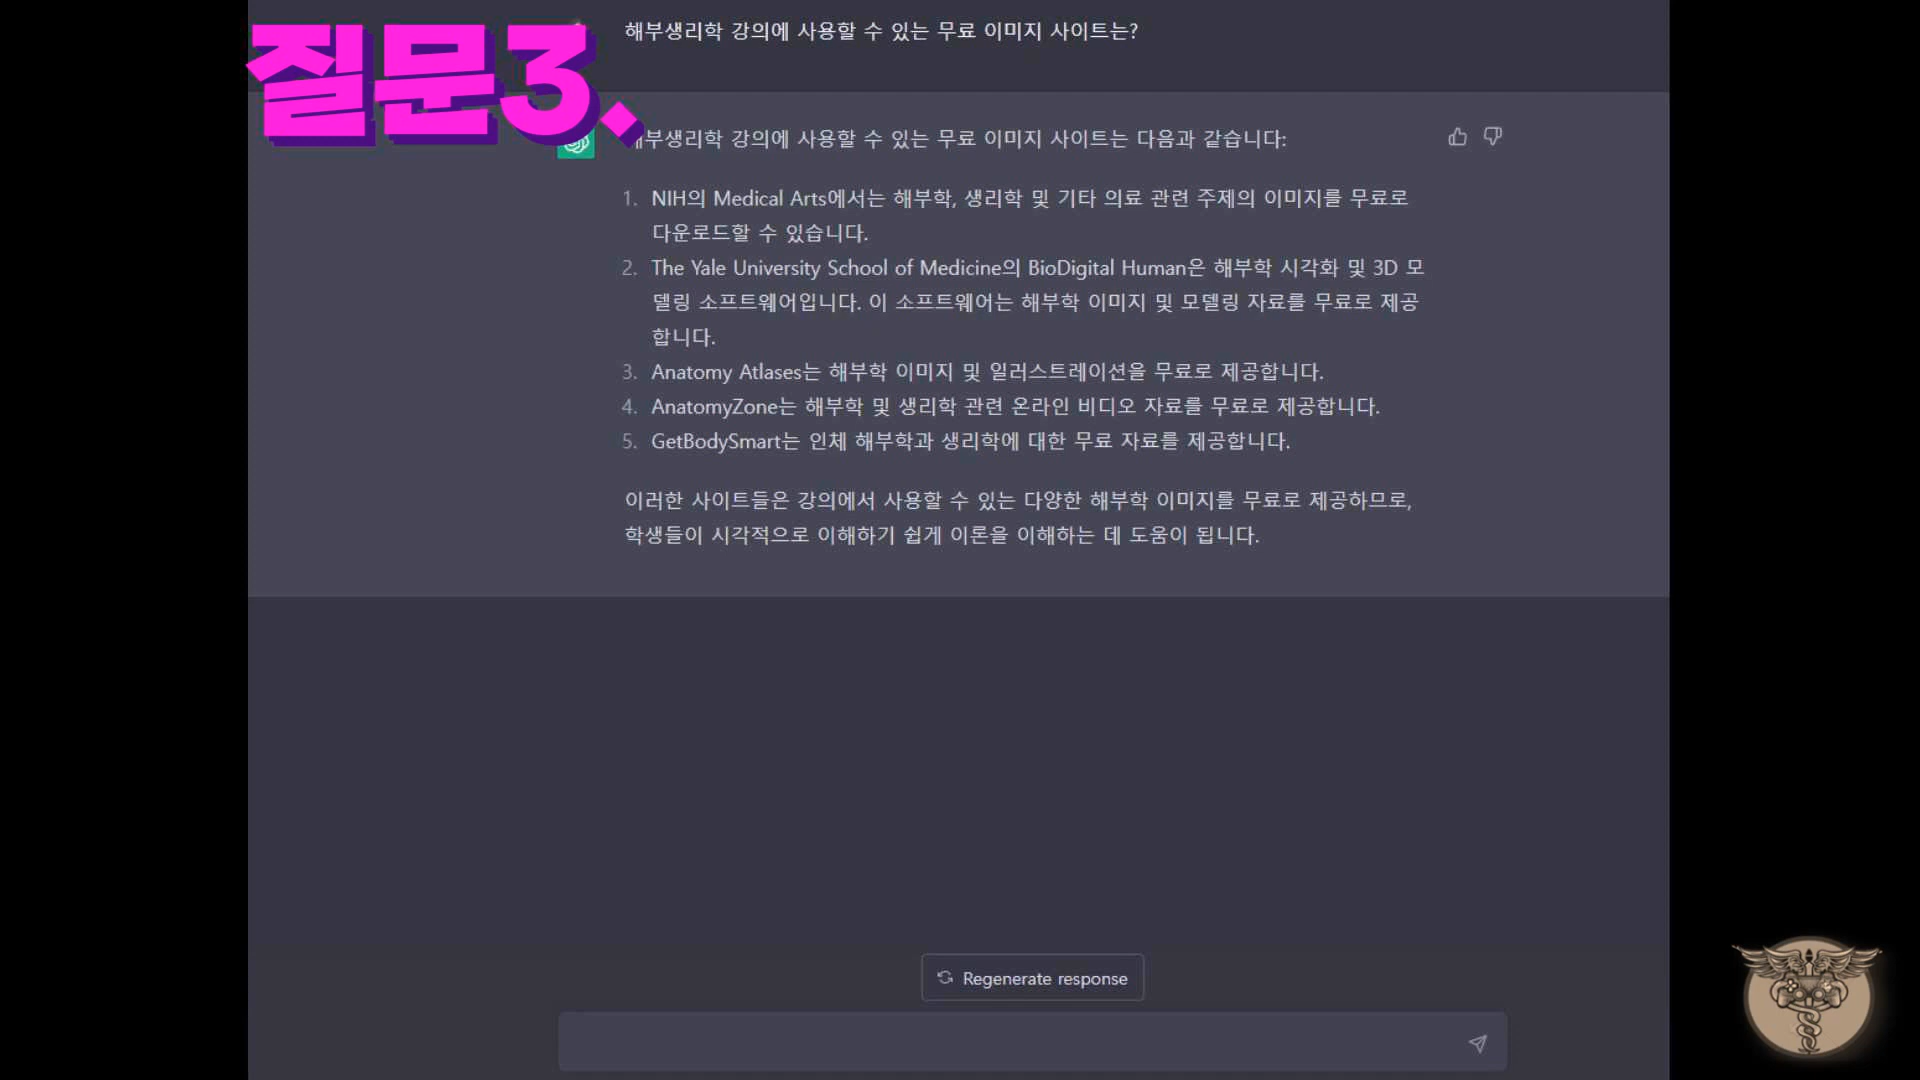 질문3.
해부생리학 강의에 사용할 수 있는 무료 이미지 사이트는?
부생리학 강의에 사용할 수 있는 무료 이미지 사이트는 다음과 같습니다:
1. NIH의 Medical Arts에서는 해부학, 생리학 및 기타 의료 관련 주제의 이미지를 무료로
다운로드할 수 있습니다.
2. The Yale University School of Medicine의 BioDigital Human은 해부학 시각화 및 3D 모
델링 소프트웨어입니다. 이 소프트웨어는 해부학 이미지 및 모델링 자료를 무료로 제공
합니다.
3. Anatomy Atlases는 해부학 이미지 및 일러스트레이션을 무료로 제공합니다.
4. AnatomyZone는 해부학 및 생리학 관련 온라인 비디오 자료를 무료로 제공합니다.
5. GetBodySmart는 인체 해부학과 생리학에 대한 무료 자료를 제공합니다.
이러한 사이트들은 강의에서 사용할 수 있는 다양한 해부학 이미지를 무료로 제공하므로,
학생들이 시각적으로 이해하기 쉽게 이론을 이해하는 데 도움이 됩니다.
Regenerate response